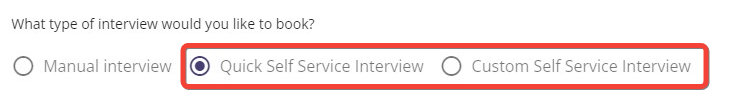 What type of interview would you like to book?
Manual interview Quick Self Service Interview Custom Self Service Interview